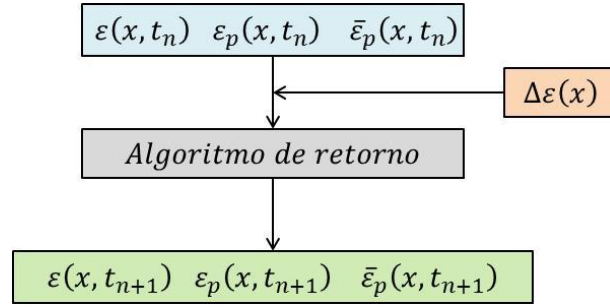 ε(x, t_n) ε_p(x, t_n) ε̄_p(x, t_n)
Δε(x)
Algoritmo de retorno
ε(x, t_{n+1}) ε_p(x, t_{n+1}) ε̄_p(x, t_{n+1})